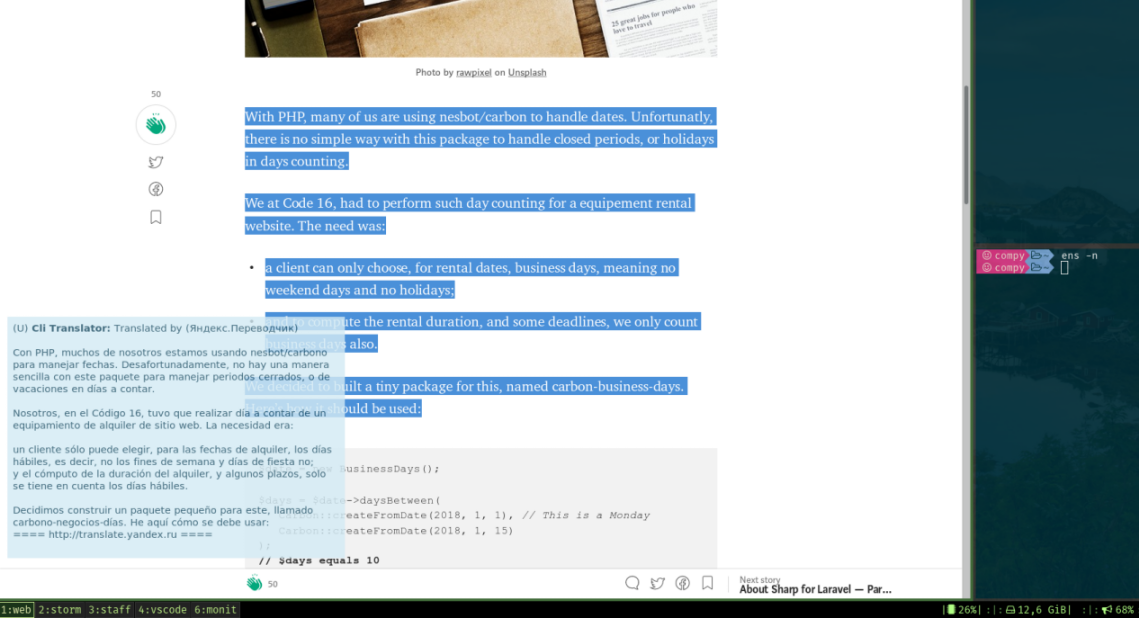 25 great jobs for people who
love to travel
Photo by rawpixel on Unsplash
50
With PHP, many of us are using nesbot/carbon to handle dates. Unfortunatly,
there is no simple way with this package to handle closed periods, or holidays
in days counting.
We at Code 16, had to perform such day counting for a equipement rental
website. The need was:
• a client can only choose, for rental dates, business days, meaning no
weekend days and no holidays;
and to compute the rental duration, and some deadlines, we only count
business days also.
We decided to built a tiny package for this, named carbon-business-days.
should be used:
BusinessDays();
$days = $date->daysBetween(
Carbon::createFromDate(2018, 1, 1), // This is a Monday
Carbon::createFromDate(2018, 1, 15)
);
// $days equals 10
(U) Cli Translator: Translated by (Яндекс.Переводчик)
Con PHP, muchos de nosotros estamos usando nesbot/carbono
para manejar fechas. Desafortunadamente, no hay una manera
sencilla con este paquete para manejar periodos cerrados, o de
vacaciones en días a contar.
Nosotros, en el Código 16, tuvo que realizar día a contar de un
equipamiento de alquiler de sitio web. La necesidad era:
un cliente sólo puede elegir, para las fechas de alquiler, los días
hábiles, es decir, no los fines de semana y días de fiesta no;
y el cómputo de la duración del alquiler, y algunos plazos, solo
se tiene en cuenta los días hábiles.
Decidimos construir un paquete pequeño para este, llamado
carbono-negocios-días. He aquí cómo se debe usar:
==== http://translate.yandex.ru ====
50
Next story
About Sharp for Laravel — Par...
compy ~ ens -n
compy ~
1:web 2:storm 3:staff 4:vscode 6:monit
| 26%| :|: 12,6 GiB| :|: 68%